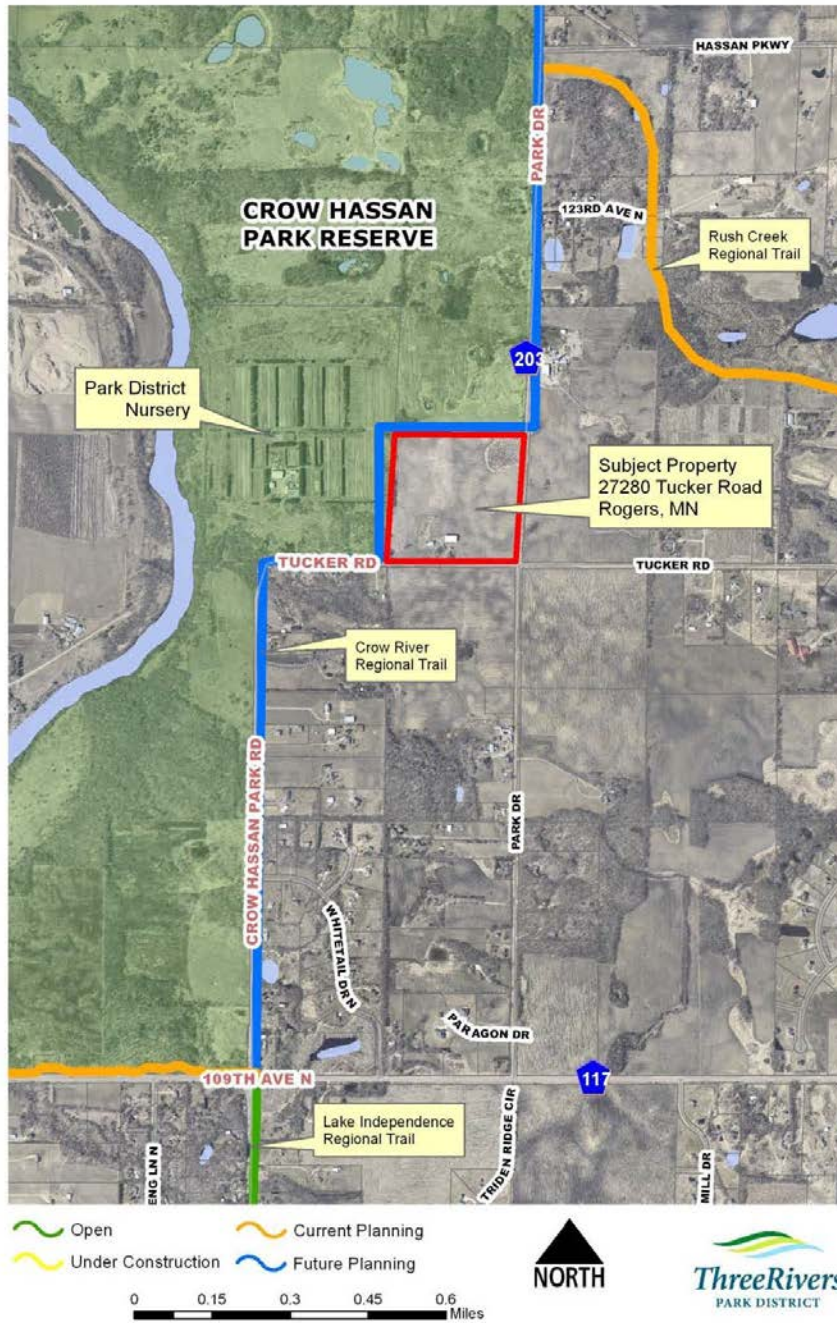 HASSAN PKWY
PARK DR
CROW HASSAN
PARK RESERVE
123RD AVE N
Rush Creek
Regional Trail
203
Park District
Nursery
Subject Property
27280 Tucker Road
Rogers, MN
TUCKER RD
TUCKER RD
Crow River
Regional Trail
CROW HASSAN PARK RD
PARK DR
WHITETAIL DR N
PARAGON DR
109TH AVE N
117
Lake Independence
Regional Trail
ENG LN N
TRIDEN RIDGE CIR
MILL DR
Open
Current Planning
Under Construction
Future Planning
0 0.15 0.3 0.45 0.6
Miles
NORTH
ThreeRivers
PARK DISTRICT